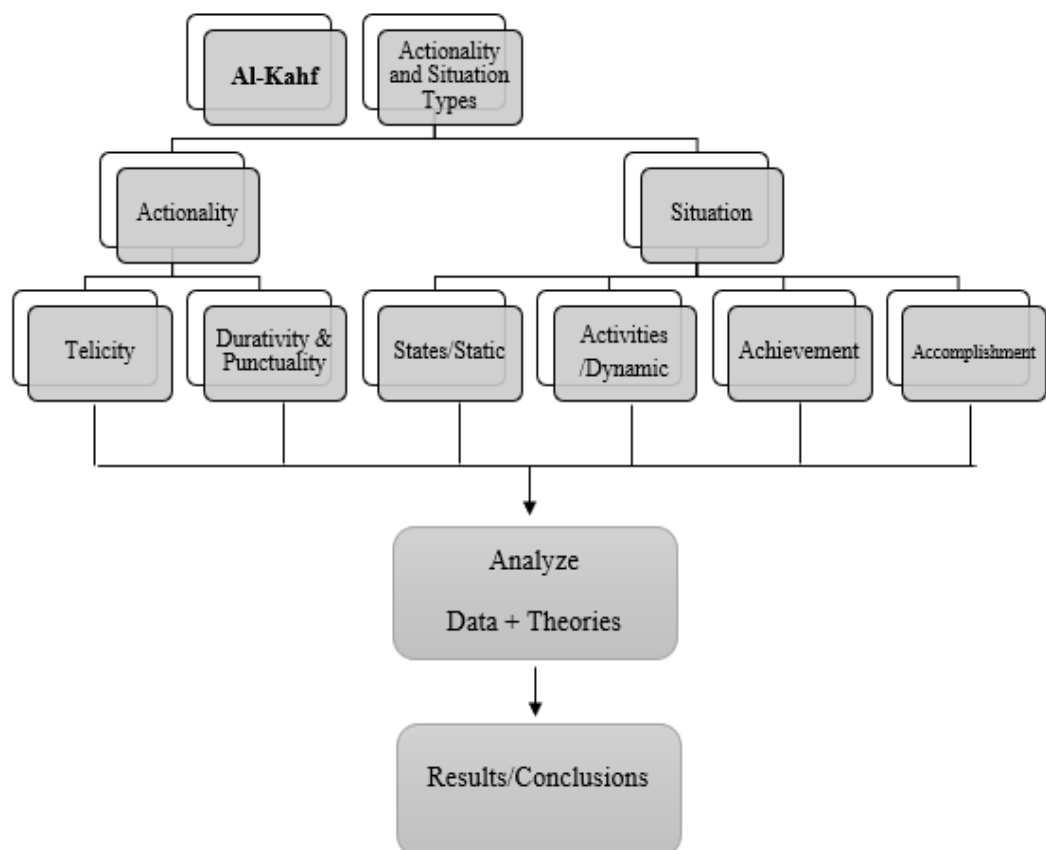 Al-Kahf
Actionality
and Situation
Types
Actionality
Situation
Telicity
Durativity &
Punctuality
States/Static
Activities
/Dynamic
Achievement
Accomplishment
Analyze
Data + Theories
Results/Conclusions